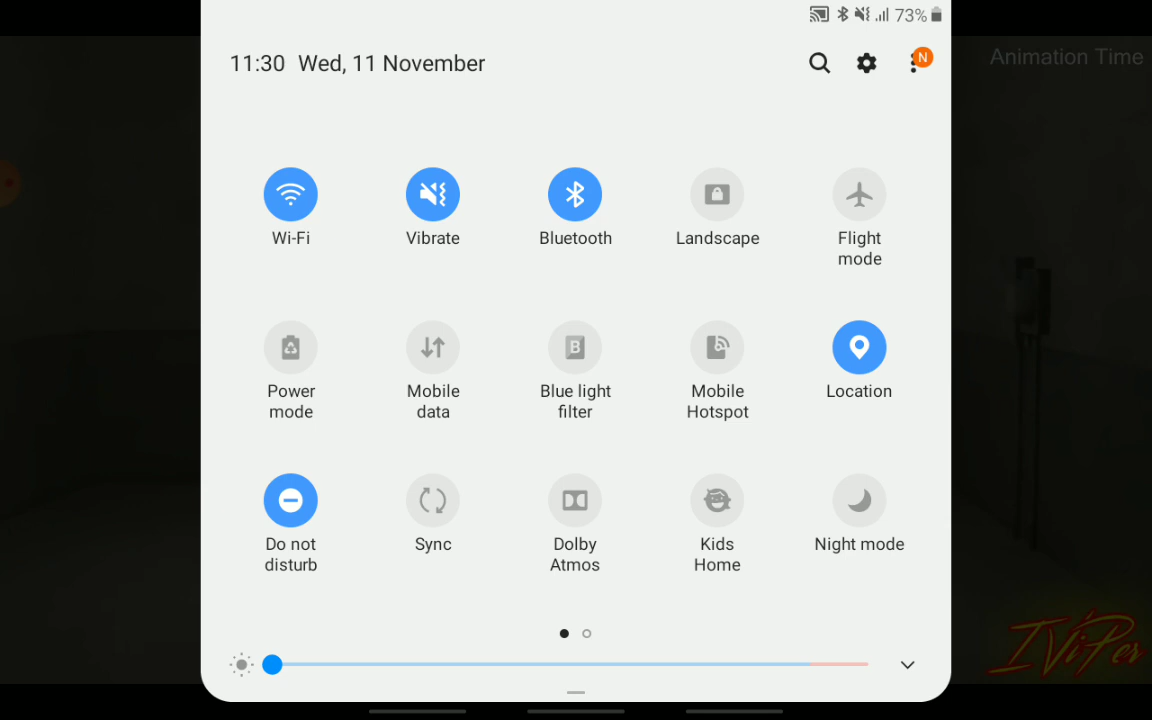 73%
11:30 Wed, 11 November
N
Animation Time
Wi-Fi
Vibrate
Bluetooth
Landscape
Flight
mode
Power
mode
Mobile
data
Blue light
filter
Mobile
Hotspot
Location
Do not
disturb
Sync
Dolby
Atmos
Kids
Home
Night mode
IViPer